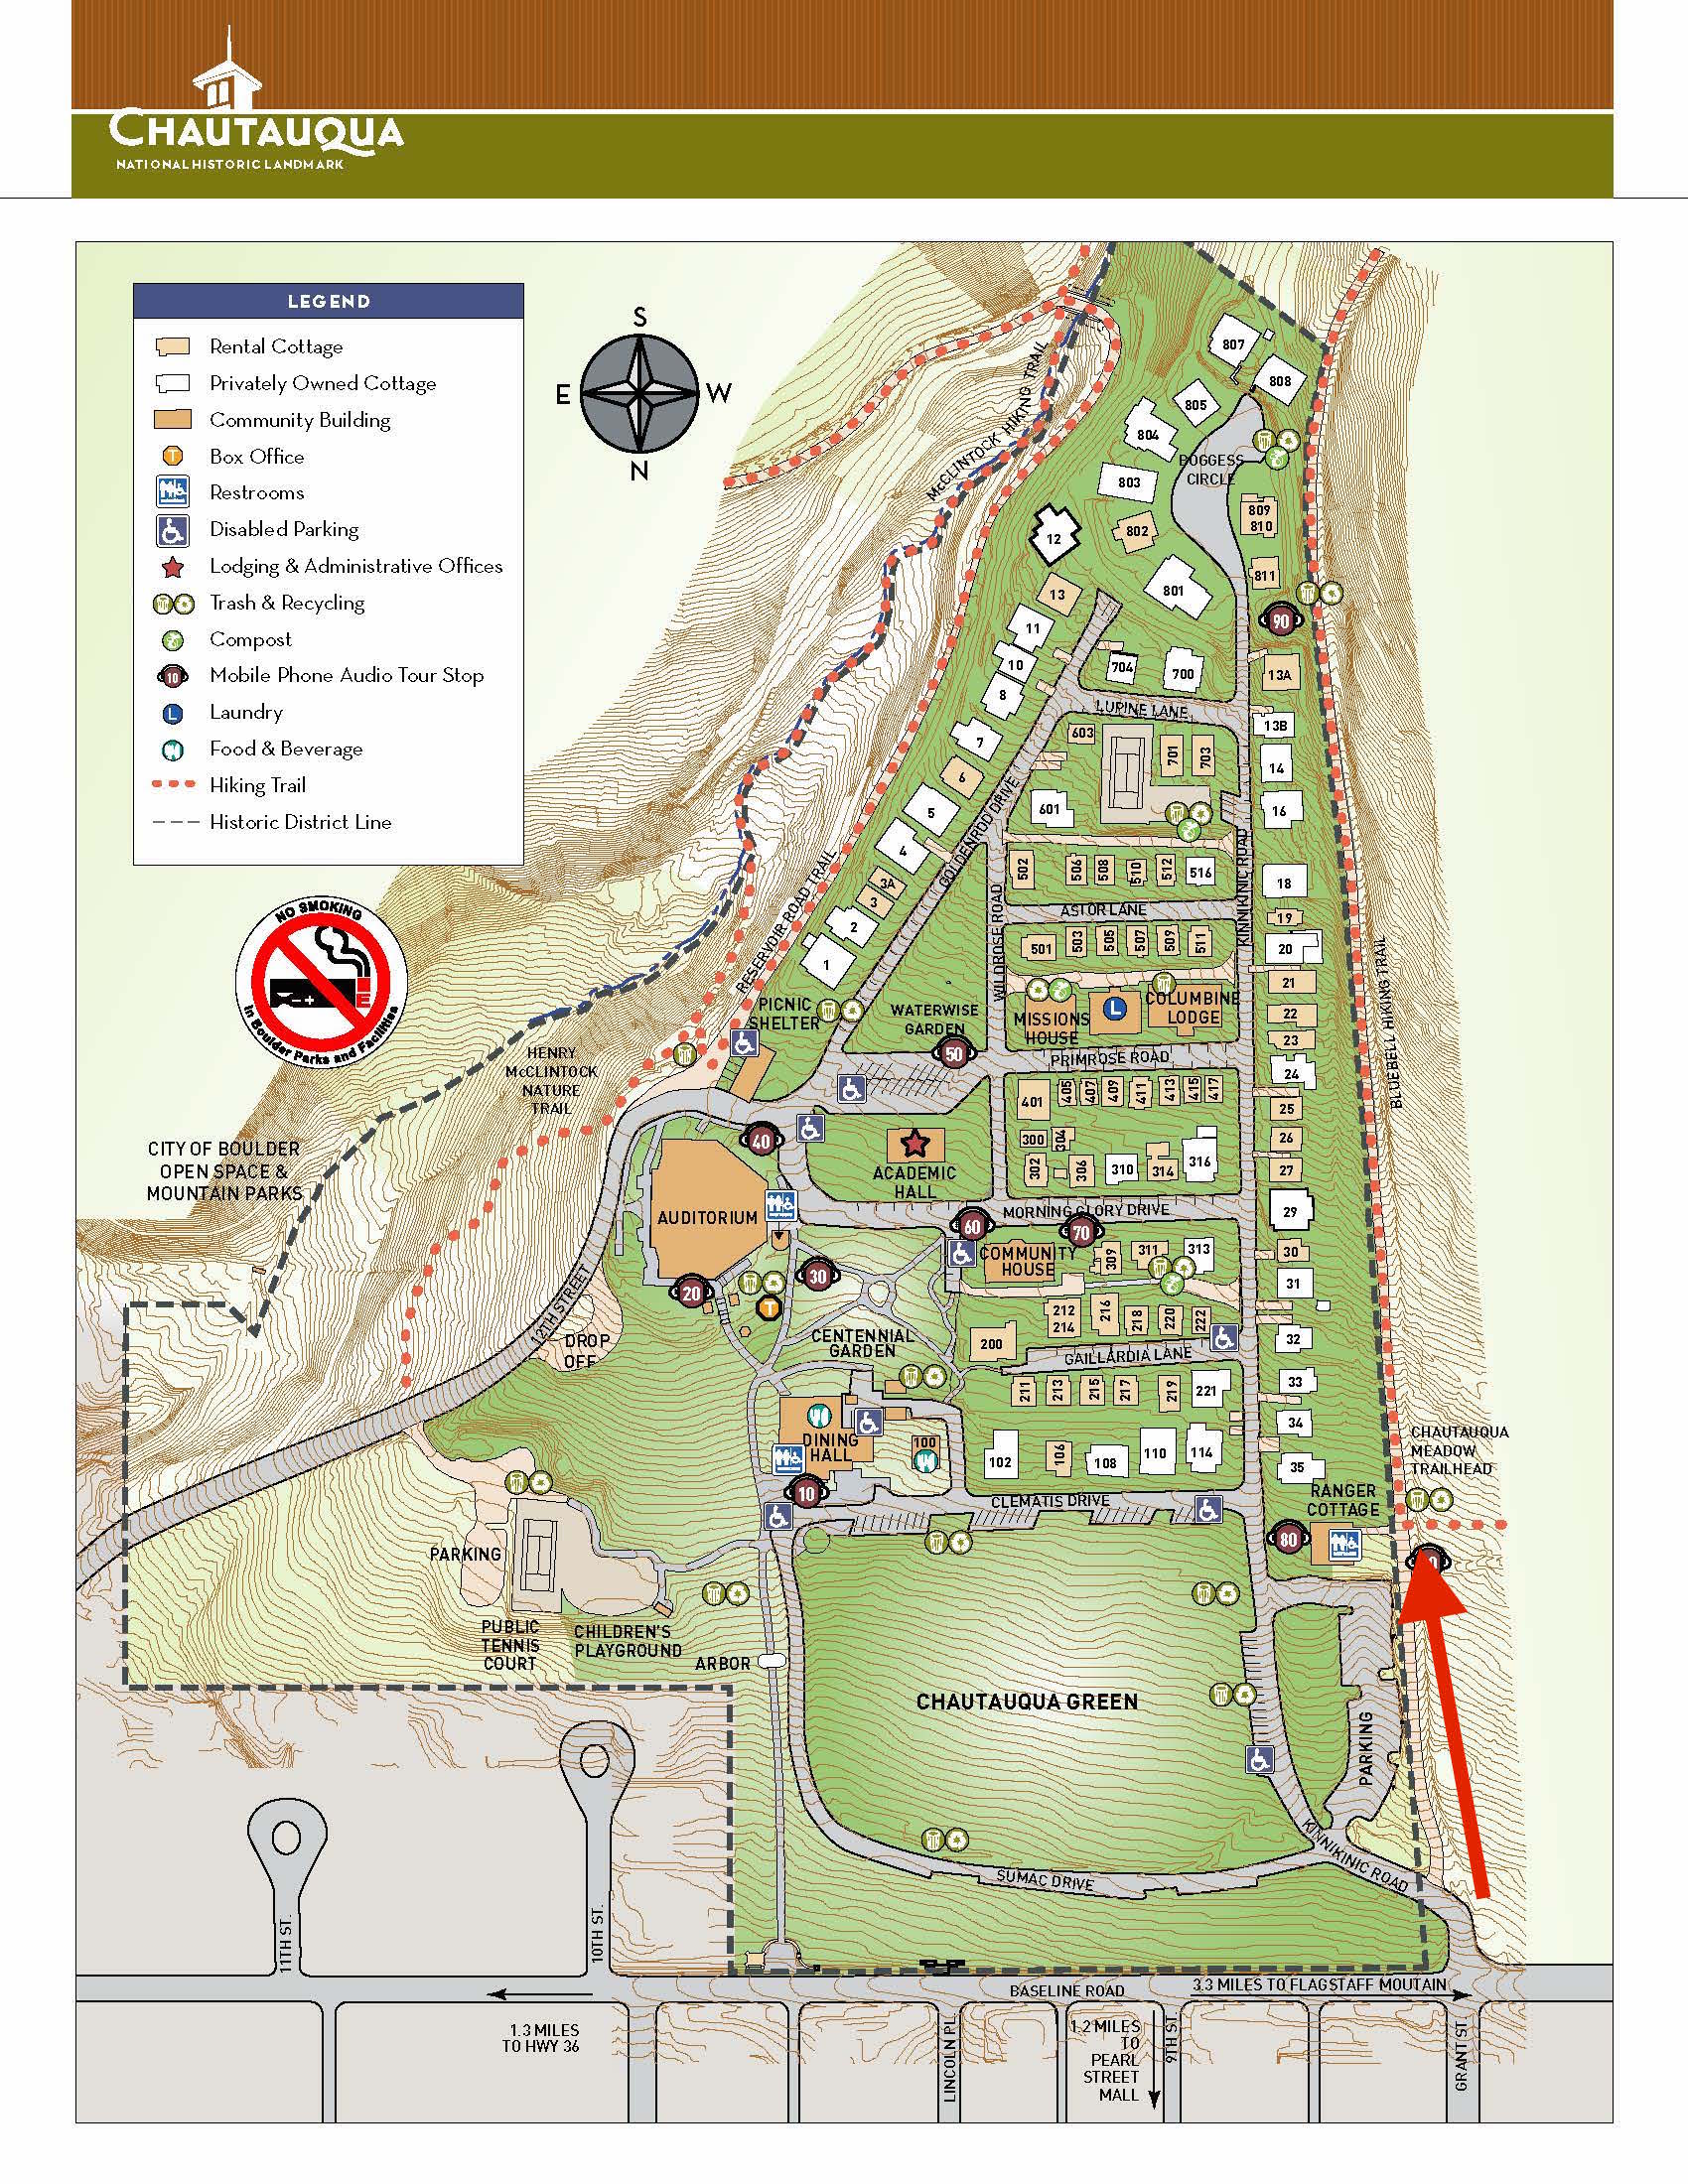 CHAUTAUQUA
NATIONAL HISTORIC LANDMARK
LEGEND
Rental Cottage
Privately Owned Cottage
Community Building
T
Box Office
Restrooms
Disabled Parking
Lodging & Administrative Offices
Trash & Recycling
Compost
10
Mobile Phone Audio Tour Stop
L
Laundry
Food & Beverage
Hiking Trail
Historic District Line
S
E
W
N
NO SMOKING
in Boulder Parks and Facilities
McCLINTOCK HIKING TRAIL
807
808
805
804
BOGGESS
CIRCLE
803
809
810
802
12
811
801
13
90
11
10
704
700
13A
8
LUPINE LANE
13B
603
7
701
703
14
6
601
16
5
GOLDENROD DRIVE
KINNIKINIC ROAD
4
502
506
508
510
512
516
18
3A
3
WILDROSE ROAD
ASTOR LANE
19
RESERVOIR ROAD TRAIL
2
501
503
505
507
509
511
20
BLUEBELL HIKING TRAIL
1
21
PICNIC
SHELTER
WATERWISE
GARDEN
MISSIONS
HOUSE
L
COLUMBINE
LODGE
22
23
50
PRIMROSE ROAD
24
HENRY
McCLINTOCK
NATURE
TRAIL
401
405
407
409
411
413
415
417
25
CITY OF BOULDER
OPEN SPACE &
MOUNTAIN PARKS
40
300
304
26
ACADEMIC
HALL
302
306
310
314
316
27
AUDITORIUM
MORNING GLORY DRIVE
29
60
70
COMMUNITY
HOUSE
309
311
313
30
20
30
31
T
212
214
216
218
220
222
12TH STREET
DROP
OFF
CENTENNIAL
GARDEN
200
GAILLARDIA LANE
32
211
213
215
217
219
221
33
34
CHAUTAUQUA
MEADOW
TRAILHEAD
DINING
HALL
100
102
106
108
110
114
35
10
CLEMATIS DRIVE
RANGER
COTTAGE
80
0
PARKING
PUBLIC
TENNIS
COURT
CHILDREN'S
PLAYGROUND
ARBOR
CHAUTAUQUA GREEN
PARKING
KINNIKINIC ROAD
SUMAC DRIVE
11TH ST.
10TH ST.
BASELINE ROAD
3.3 MILES TO FLAGSTAFF MOUTAIN
1.3 MILES
TO HWY 36
LINCOLN PL.
1.2 MILES
TO
PEARL
STREET
MALL
9TH ST.
GRANT ST.